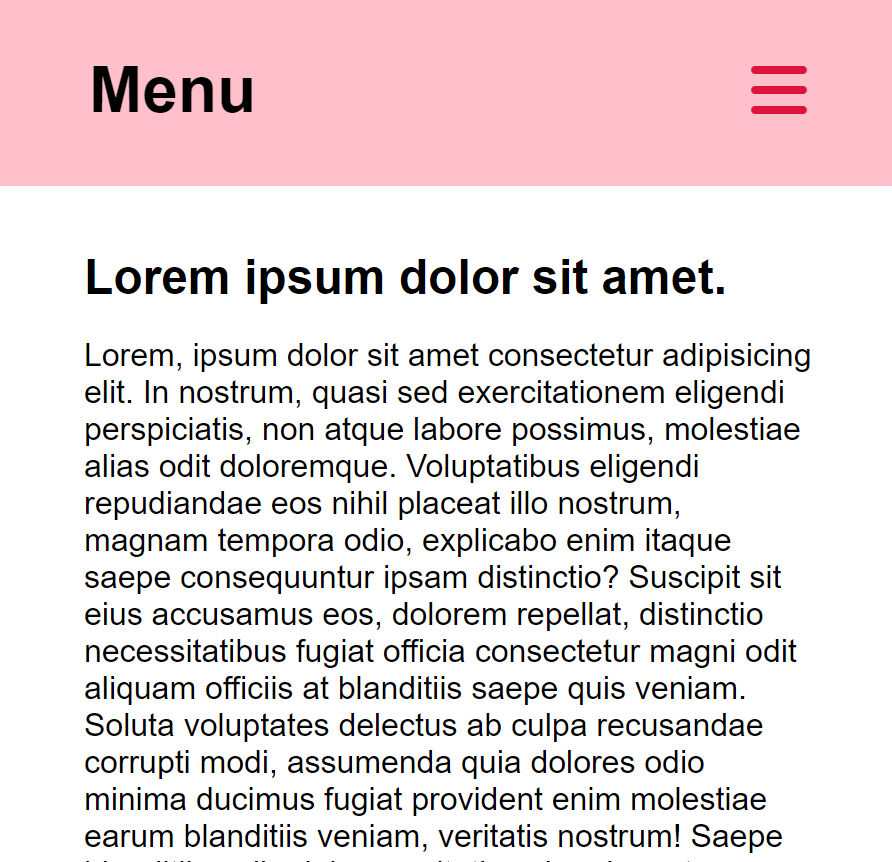 Menu
Lorem ipsum dolor sit amet.
Lorem, ipsum dolor sit amet consectetur adipisicing
elit. In nostrum, quasi sed exercitationem eligendi
perspiciatis, non atque labore possimus, molestiae
alias odit doloremque. Voluptatibus eligendi
repudiandae eos nihil placeat illo nostrum,
magnam tempora odio, explicabo enim itaque
saepe consequuntur ipsam distinctio? Suscipit sit
eius accusamus eos, dolorem repellat, distinctio
necessitatibus fugiat officia consectetur magni odit
aliquam officiis at blanditiis saepe quis veniam.
Soluta voluptates delectus ab culpa recusandae
corrupti modi, assumenda quia dolores odio
minima ducimus fugiat provident enim molestiae
earum blanditiis veniam, veritatis nostrum! Saepe